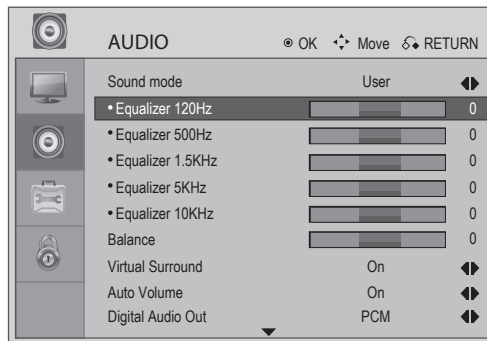 AUDIO OK Move RETURN
Sound mode User
• Equalizer 120Hz 0
• Equalizer 500Hz 0
• Equalizer 1.5KHz 0
• Equalizer 5KHz 0
• Equalizer 10KHz 0
Balance 0
Virtual Surround On
Auto Volume On
Digital Audio Out PCM